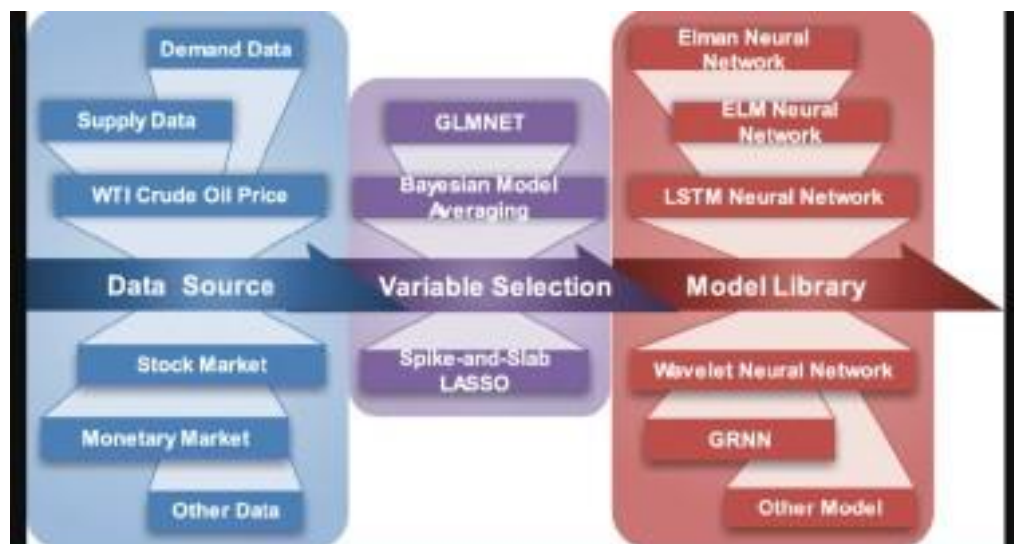 Demand Data
Supply Data
WTI Crude Oil Price
Data Source
Stock Market
Monetary Market
Other Data
GLMNET
Bayesian Model
Averaging
Variable Selection
Spike-and-Slab
LASSO
Elman Neural
Network
ELM Neural
Network
LSTM Neural Network
Model Library
Wavelet Neural Network
GRNN
Other Model